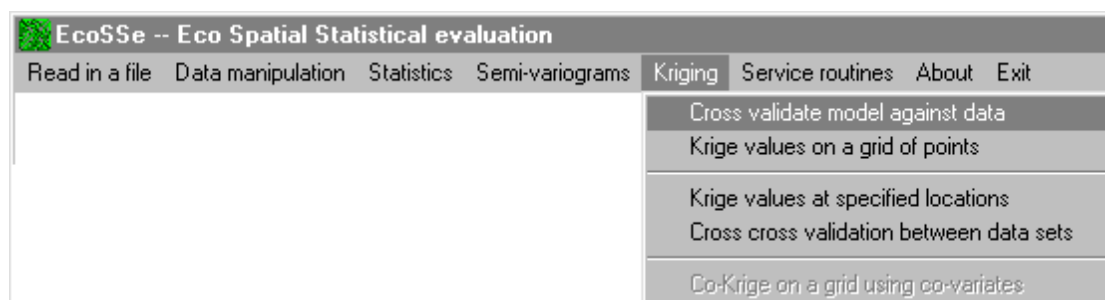 EcoSSe -- Eco Spatial Statistical evaluation
Read in a file Data manipulation Statistics Semi-variograms Kriging Service routines About Exit
Cross validate model against data
Krige values on a grid of points
Krige values at specified locations
Cross cross validation between data sets
Co-Krige on a grid using co-variates